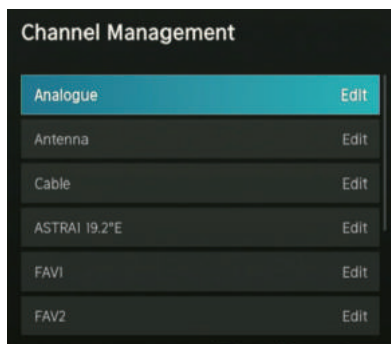 Channel Management
Analogue Edit
Antenna Edit
Cable Edit
ASTRA1 19.2°E Edit
FAV1 Edit
FAV2 Edit